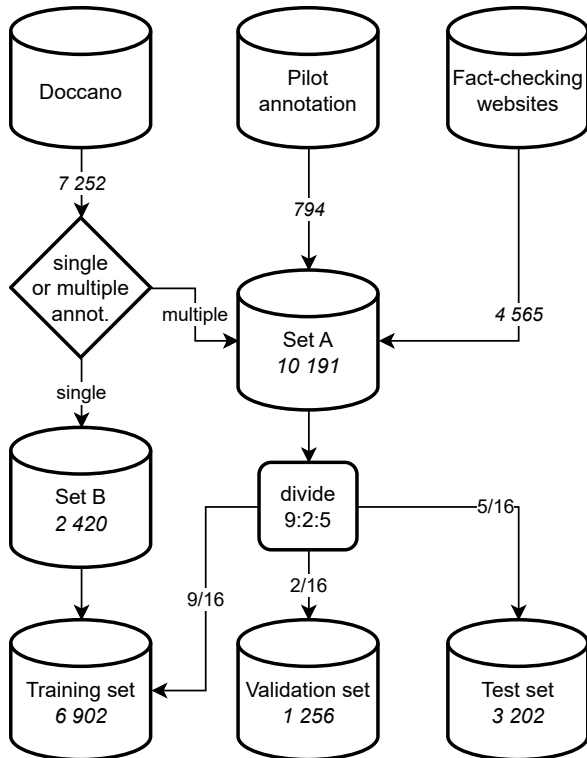 Doccano
Pilot
annotation
Fact-checking
websites
7 252
794
4 565
single
or multiple
annot.
multiple
single
Set A
10 191
Set B
2 420
divide
9:2:5
9/16
2/16
5/16
Training set
6 902
Validation set
1 256
Test set
3 202